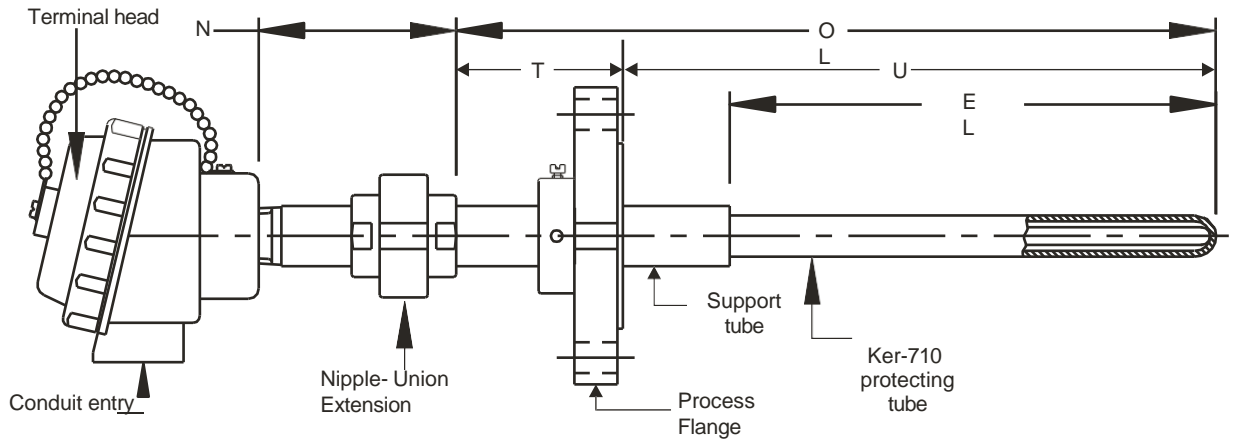 Terminal head
N
O
L
T
U
E
L
Support
tube
Ker-710
protecting
tube
Nipple- Union
Extension
Process
Flange
Conduit entry